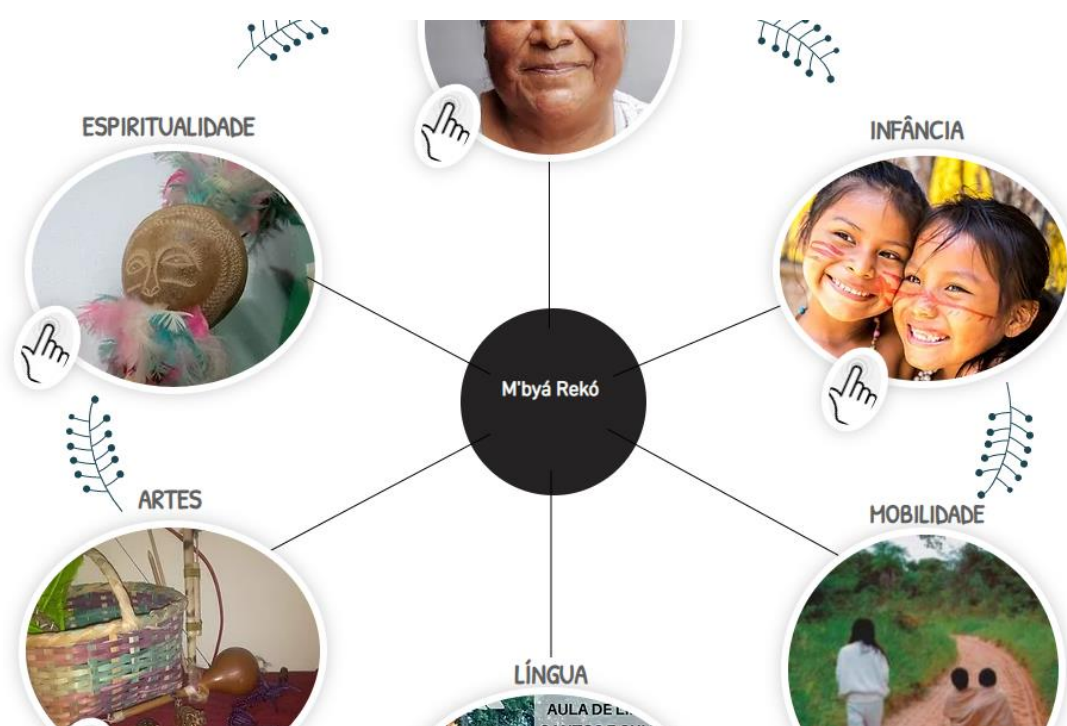 ESPIRITUALIDADE
INFÂNCIA
M'byá Rekó
ARTES
MOBILIDADE
LÍNGUA
AULA DE